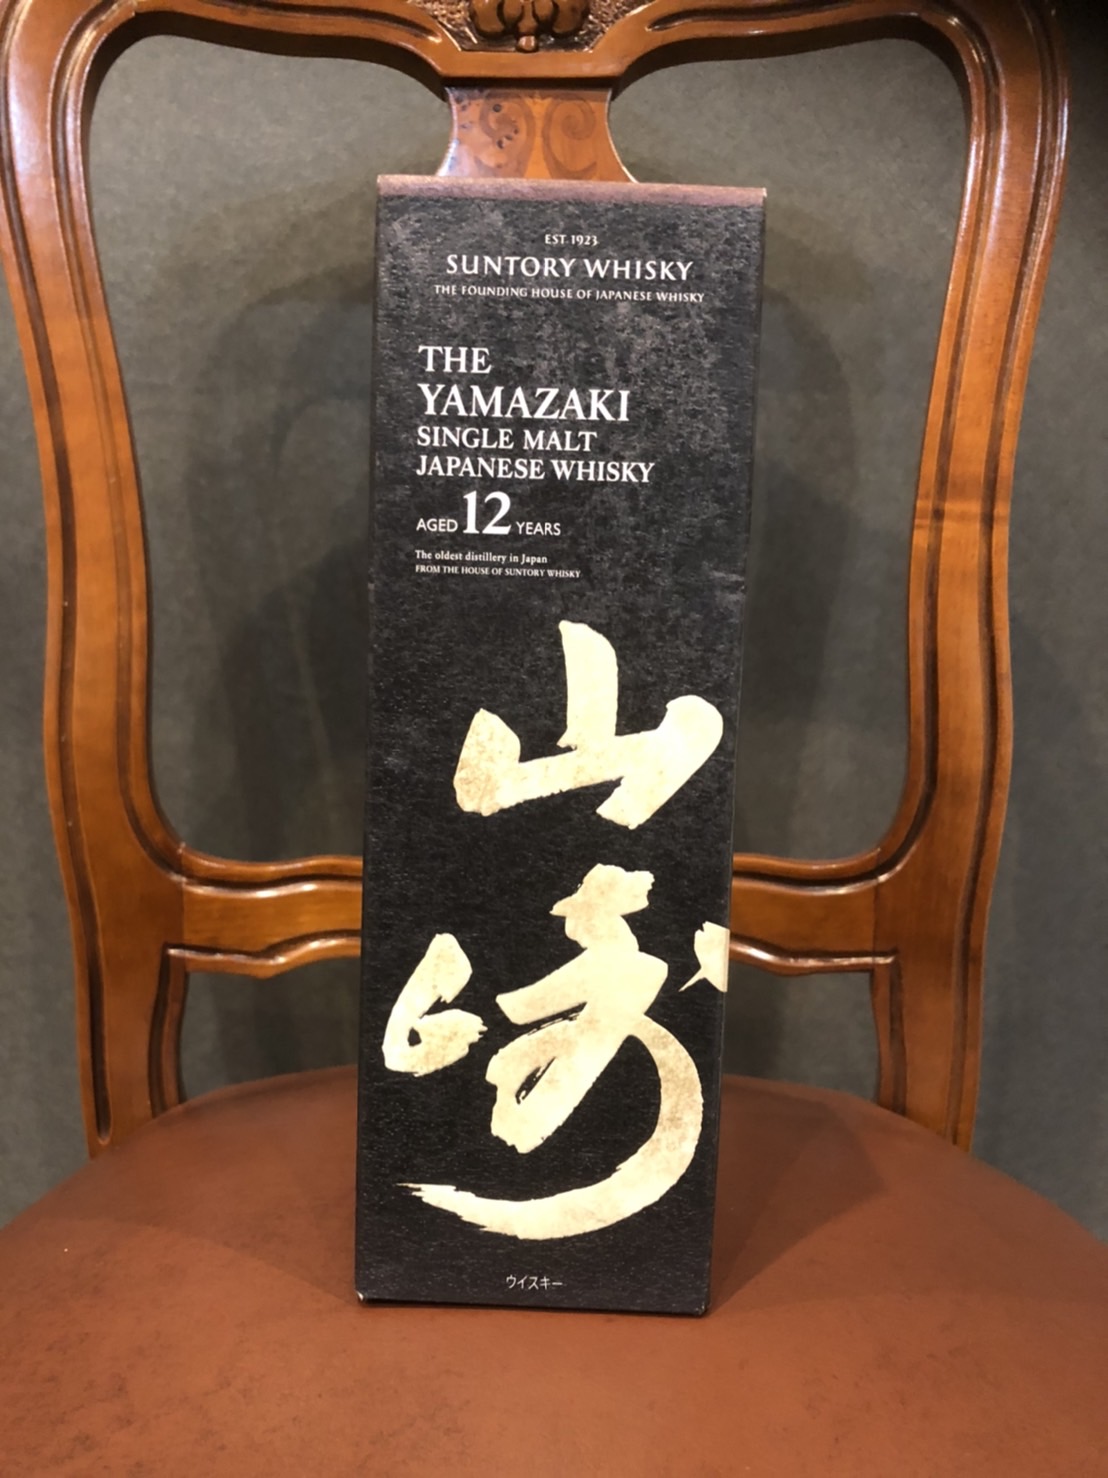 EST. 1923
SUNTORY WHISKY
THE FOUNDING HOUSE OF JAPANESE WHISKY
THE
YAMAZAKI
SINGLE MALT
JAPANESE WHISKY
AGED 12 YEARS
The oldest distillery in Japan
FROM THE HOUSE OF SUNTORY WHISKY
山
崎
ウイスキー